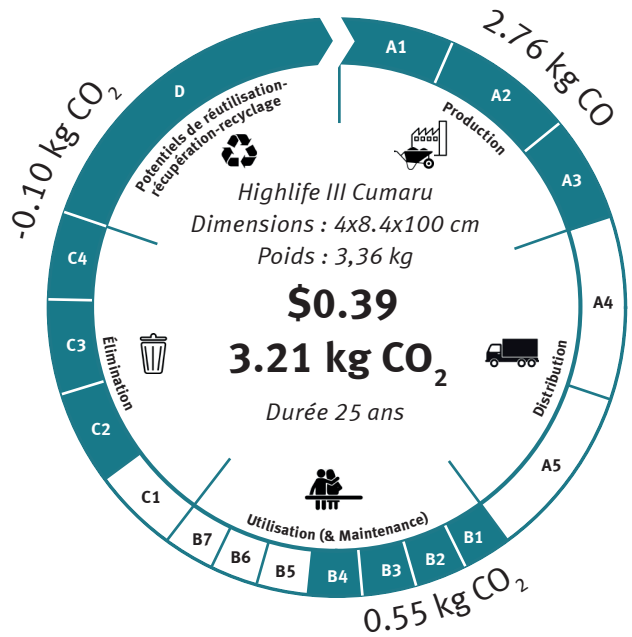 A1
A2
A3
A4
A5
B1
B2
B3
B4
B5
B6
B7
C1
C2
C3
C4
D
2.76 kg CO
0.55 kg CO₂
-0.10 kg CO₂
Production
Distribution
Utilisation (& Maintenance)
Élimination
Potentiels de réutilisation-
récupération-recyclage
Highlife III Cumaru
Dimensions : 4x8.4x100 cm
Poids : 3,36 kg
$0.39
3.21 kg CO₂
Durée 25 ans